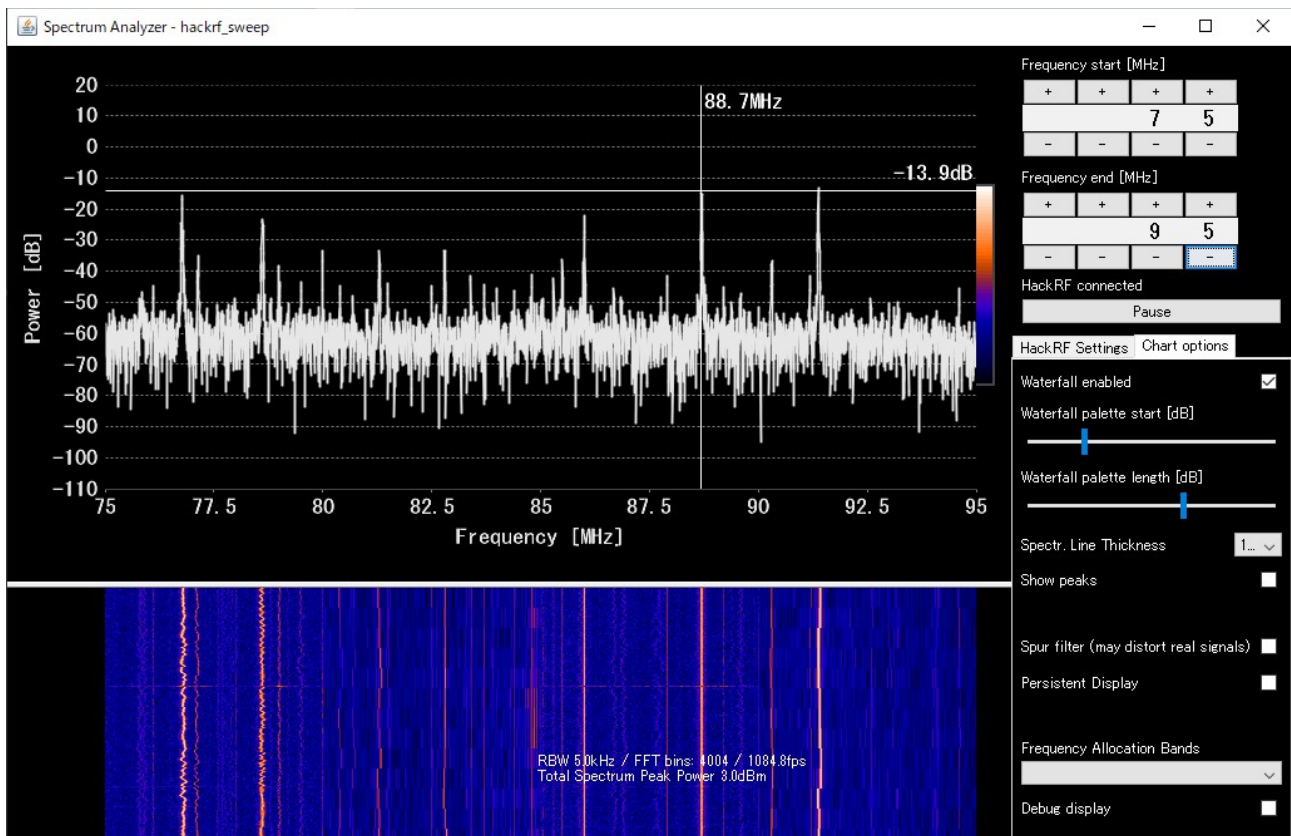 Spectrum Analyzer - hackrf_sweep
20
10
0
-10
-20
-30
-40
-50
-60
-70
-80
-90
-100
-110
Power [dB]
88.7MHz
-13.9dB
75 77.5 80 82.5 85 87.5 90 92.5 95
Frequency [MHz]
RBW 5.0kHz / FFT bins: 4004 / 1084.8fps
Total Spectrum Peak Power 3.0dBm
Frequency start [MHz]
+ + + +
7 5
- - - -
Frequency end [MHz]
+ + + +
9 5
- - - -
HackRF connected
Pause
HackRF Settings Chart options
Waterfall enabled
Waterfall palette start [dB]
Waterfall palette length [dB]
Spectr. Line Thickness 1...
Show peaks
Spur filter (may distort real signals)
Persistent Display
Frequency Allocation Bands
Debug display